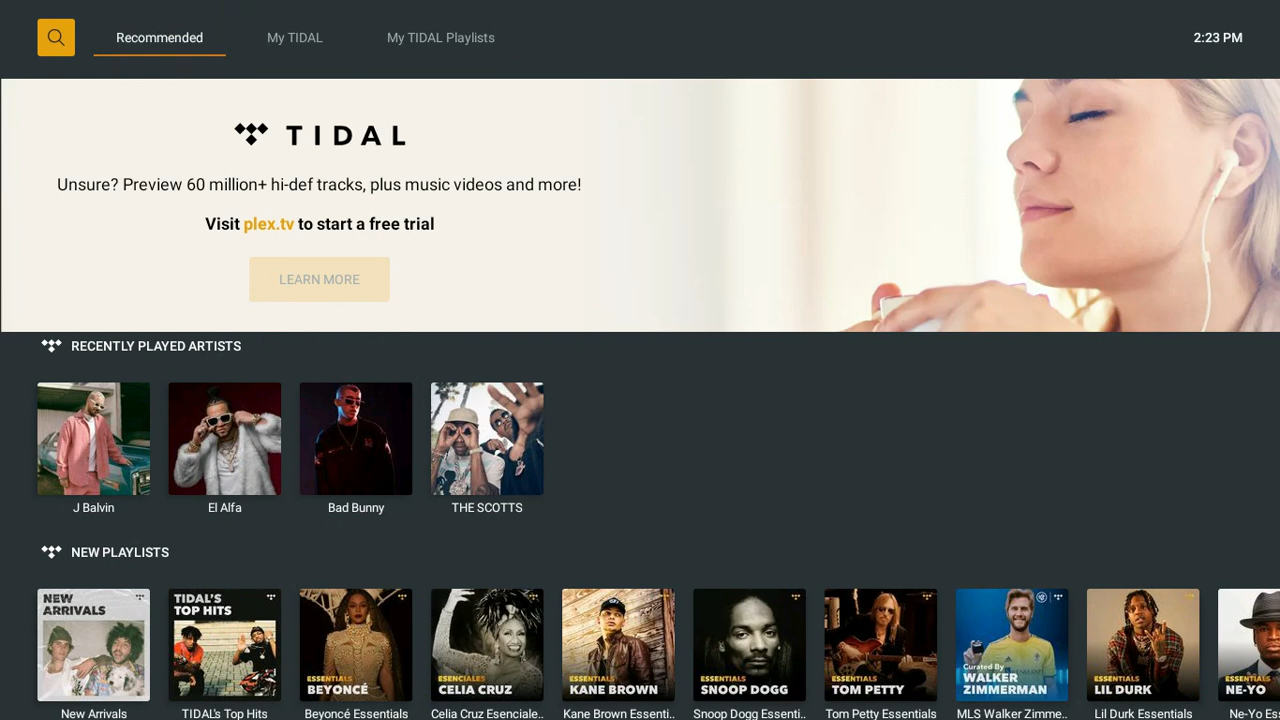 Recommended
My TIDAL
My TIDAL Playlists
2:23 PM
TIDAL
Unsure? Preview 60 million+ hi-def tracks, plus music videos and more!
Visit plex.tv to start a free trial
LEARN MORE
RECENTLY PLAYED ARTISTS
J Balvin
El Alfa
Bad Bunny
THE SCOTTS
NEW PLAYLISTS
NEW
ARRIVALS
TIDAL'S
TOP HITS
ESSENTIALS
BEYONCÉ
ESENCIALES
CELIA CRUZ
ESSENTIALS
KANE BROWN
ESSENTIALS
SNOOP DOGG
ESSENTIALS
TOM PETTY
Curated By
WALKER
ZIMMERMAN
ESSENTIALS
LIL DURK
ESSENTIALS
NE-YO
New Arrivals
TIDAL's Top Hits
Beyoncé Essentials
Celia Cruz Esenciale..
Kane Brown Essenti..
Snoop Dogg Essenti..
Tom Petty Essentials
MLS Walker Zimme..
Lil Durk Essentials
Ne-Yo Es